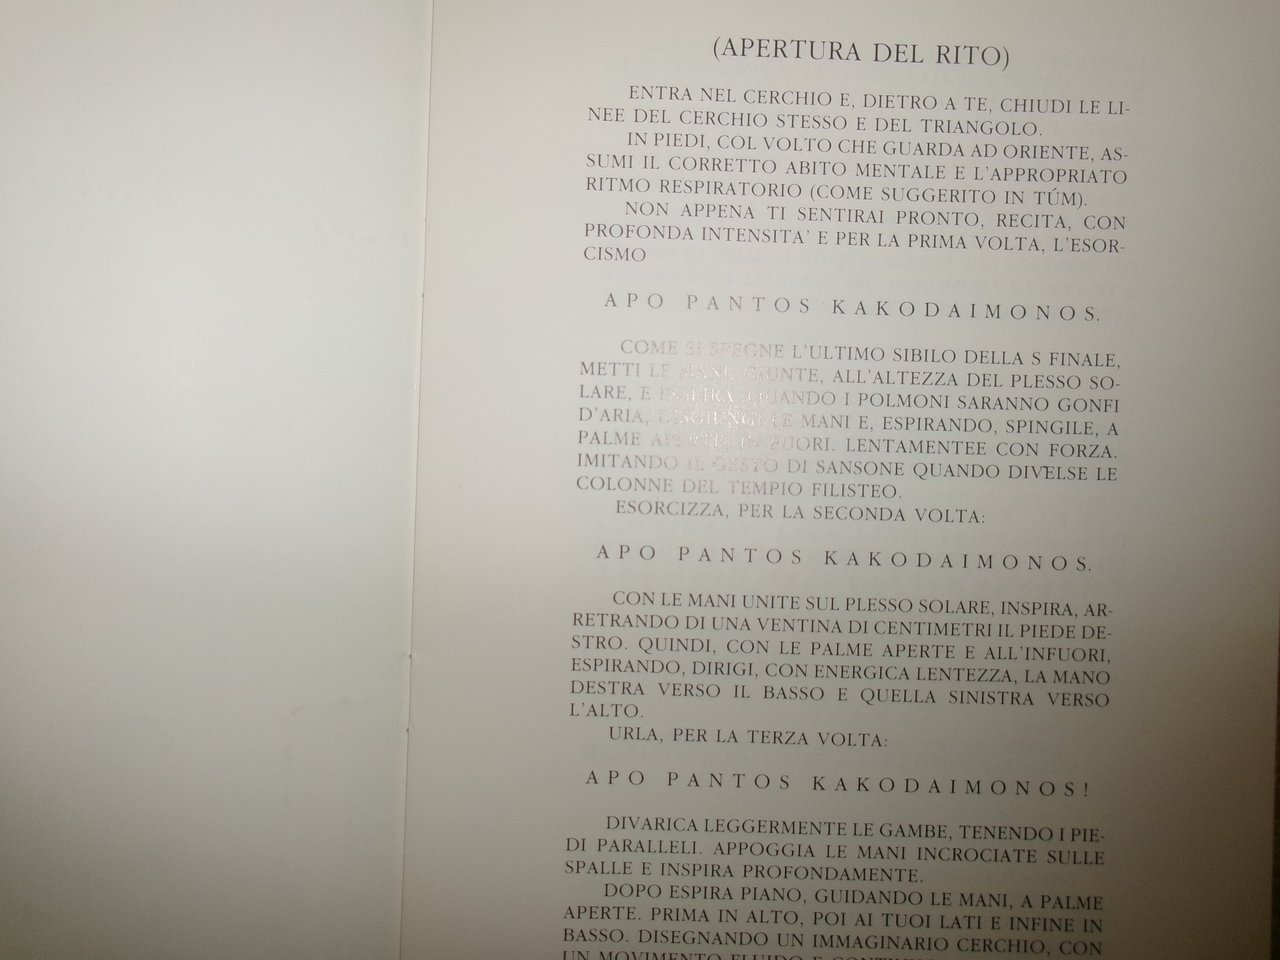 (APERTURA DEL RITO)
ENTRA NEL CERCHIO E, DIETRO A TE, CHIUDI LE LI-
NEE DEL CERCHIO STESSO E DEL TRIANGOLO.
IN PIEDI, COL VOLTO CHE GUARDA AD ORIENTE, AS-
SUMI IL CORRETTO ABITO MENTALE E L'APPROPRIATO
RITMO RESPIRATORIO (COME SUGGERITO IN TÚM).
NON APPENA TI SENTIRAI PRONTO, RECITA, CON
PROFONDA INTENSITA' E PER LA PRIMA VOLTA, L'ESOR-
CISMO
APO PANTOS KAKODAIMONOS.
COME SI SPEGNE L'ULTIMO SIBILO DELLA S FINALE,
METTI LE MANI GIUNTE, ALL'ALTEZZA DEL PLESSO SO-
LARE, E INSPIRA. QUANDO I POLMONI SARANNO GONFI
D'ARIA, DISGIUNGI LE MANI E, ESPIRANDO, SPINGILE, A
PALME APERTE, IN FUORI. LENTAMENTEE CON FORZA.
IMITANDO IL GESTO DI SANSONE QUANDO DIVELSE LE
COLONNE DEL TEMPIO FILISTEO.
ESORCIZZA, PER LA SECONDA VOLTA:
APO PANTOS KAKODAIMONOS.
CON LE MANI UNITE SUL PLESSO SOLARE, INSPIRA, AR-
RETRANDO DI UNA VENTINA DI CENTIMETRI IL PIEDE DE-
STRO. QUINDI, CON LE PALME APERTE E ALL'INFUORI,
ESPIRANDO, DIRIGI, CON ENERGICA LENTEZZA, LA MANO
DESTRA VERSO IL BASSO E QUELLA SINISTRA VERSO
L'ALTO.
URLA, PER LA TERZA VOLTA:
APO PANTOS KAKODAIMONOS!
DIVARICA LEGGERMENTE LE GAMBE, TENENDO I PIE-
DI PARALLELI. APPOGGIA LE MANI INCROCIATE SULLE
SPALLE E INSPIRA PROFONDAMENTE.
DOPO ESPIRA PIANO, GUIDANDO LE MANI, A PALME
APERTE. PRIMA IN ALTO, POI AI TUOI LATI E INFINE IN
BASSO. DISEGNANDO UN IMMAGINARIO CERCHIO, CON
UN MOVIMENTO FLUIDO E